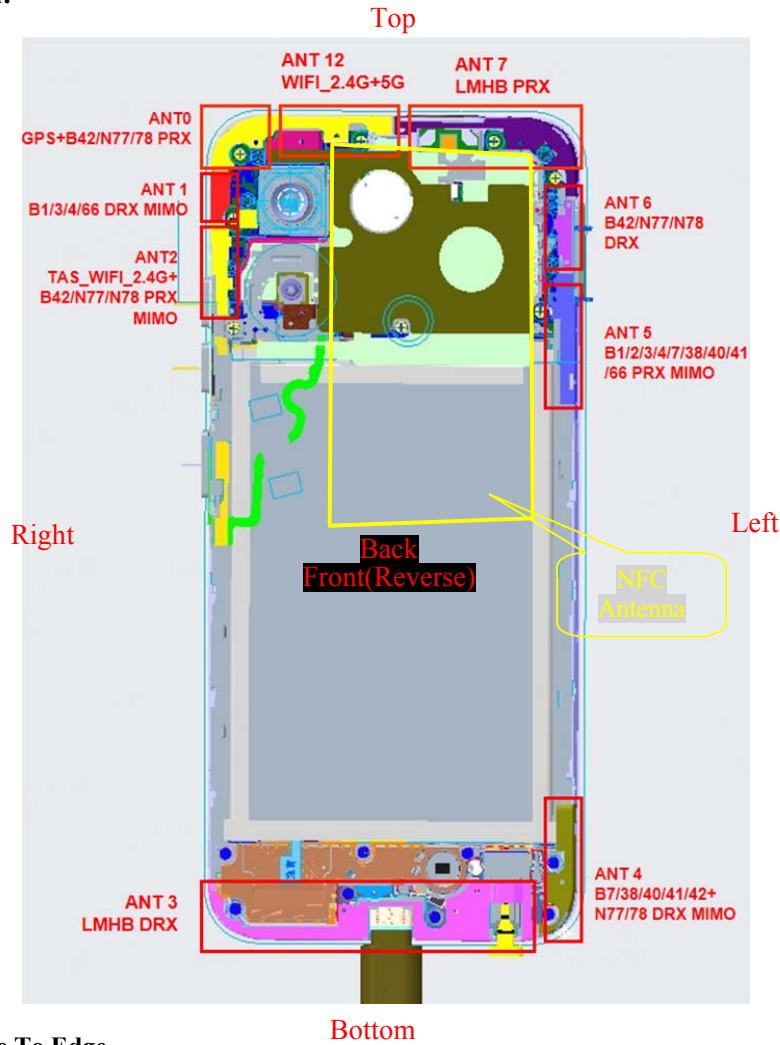 Top
ANT 12
WIFI_2.4G+5G
ANT 7
LMHB PRX
ANT0
GPS+B42/N77/78 PRX
ANT 1
B1/3/4/66 DRX MIMO
ANT2
TAS_WIFI_2.4G+
B42/N77/N78 PRX
MIMO
ANT 6
B42/N77/N78
DRX
ANT 5
B1/2/3/4/7/38/40/41
/66 PRX MIMO
Right
Left
Back
Front(Reverse)
NFC
Antenna
ANT 3
LMHB DRX
ANT 4
B7/38/40/41/42+
N77/78 DRX MIMO
Bottom
To Edge